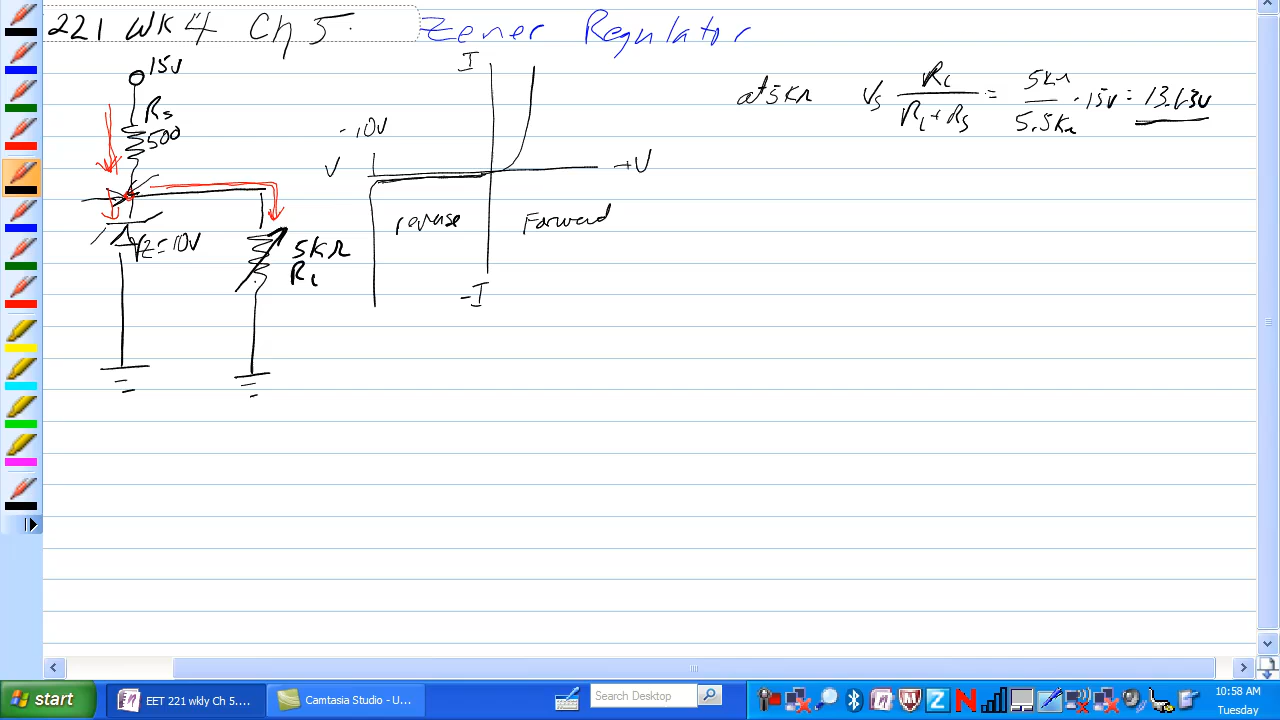 221 WK 4 Ch 5. Zener Regulator
15V
Rs
500
Vz=10V
5KΩ
RL
I
-10V
V
+V
reverse
Forward
-I
at 5KΩ Vs RL / RL + Rs = 5KΩ / 5.5KΩ · 15V = 13.63V
start
EET 221 wkly Ch 5....
Camtasia Studio - U...
Search Desktop
10:58 AM
Tuesday